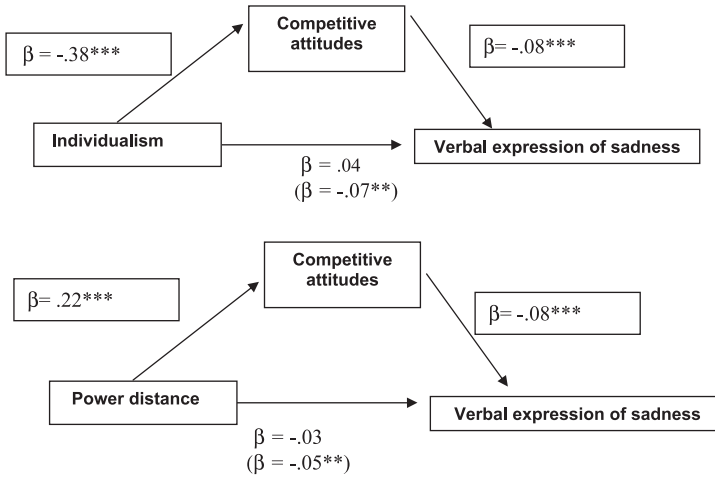 Competitive
attitudes
β = -.38***
β= -.08***
Individualism
Verbal expression of sadness
β = .04
(β = -.07**)
Competitive
attitudes
β= .22***
β= -.08***
Power distance
Verbal expression of sadness
β = -.03
(β = -.05**)